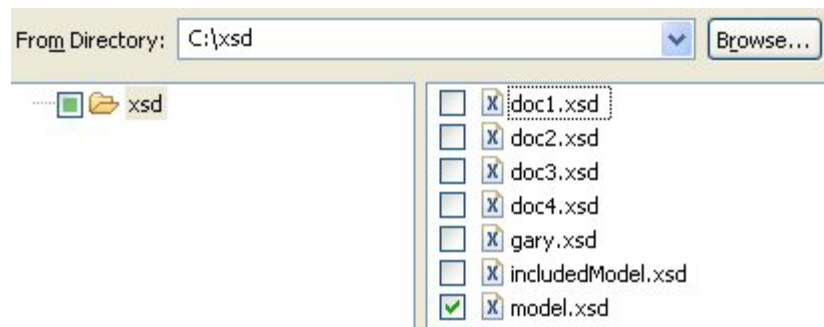 From Directory: C:\xsd Browse...
xsd
doc1.xsd
doc2.xsd
doc3.xsd
doc4.xsd
gary.xsd
includedModel.xsd
model.xsd